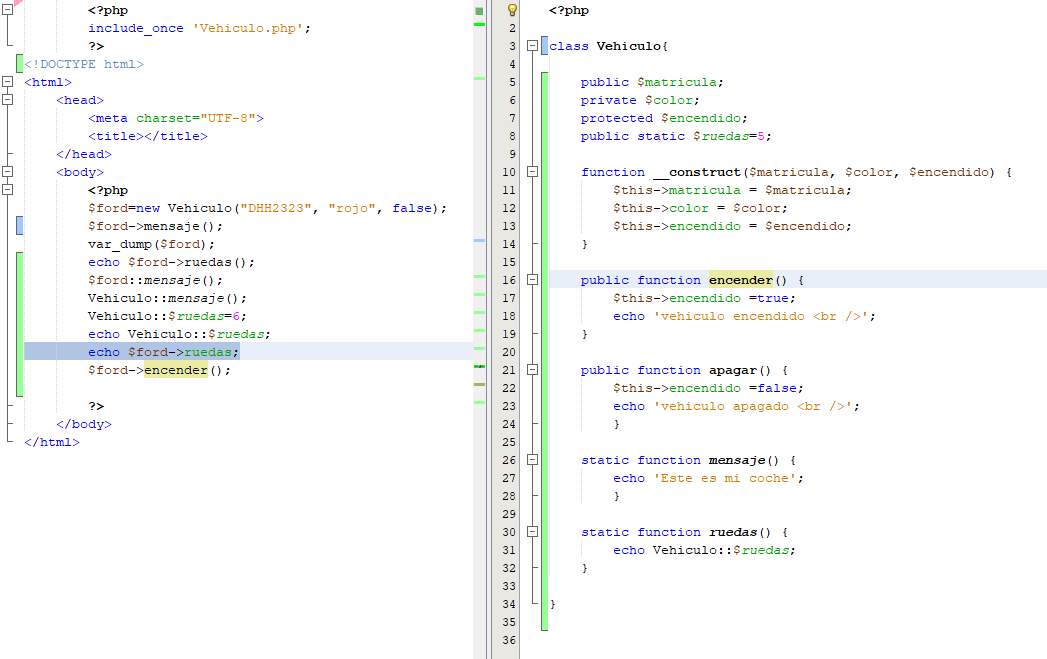 <?php
include_once 'Vehiculo.php';
?>
<!DOCTYPE html>
<html>
<head>
<meta charset="UTF-8">
<title></title>
</head>
<body>
<?php
$ford=new Vehiculo("DHH2323", "rojo", false);
$ford->mensaje();
var_dump($ford);
echo $ford->ruedas();
$ford::mensaje();
Vehiculo::mensaje();
Vehiculo::$ruedas=6;
echo Vehiculo::$ruedas;
echo $ford->ruedas;
$ford->encender();
?>
</body>
</html>
<?php
2
3 class Vehiculo{
4
5 public $matricula;
6 private $color;
7 protected $encendido;
8 public static $ruedas=5;
9
10 function __construct($matricula, $color, $encendido) {
11 $this->matricula = $matricula;
12 $this->color = $color;
13 $this->encendido = $encendido;
14 }
15
16 public function encender() {
17 $this->encendido =true;
18 echo 'vehiculo encendido <br />';
19 }
20
21 public function apagar() {
22 $this->encendido =false;
23 echo 'vehiculo apagado <br />';
24 }
25
26 static function mensaje() {
27 echo 'Este es mi coche';
28 }
29
30 static function ruedas() {
31 echo Vehiculo::$ruedas;
32 }
33
34 }
35
36